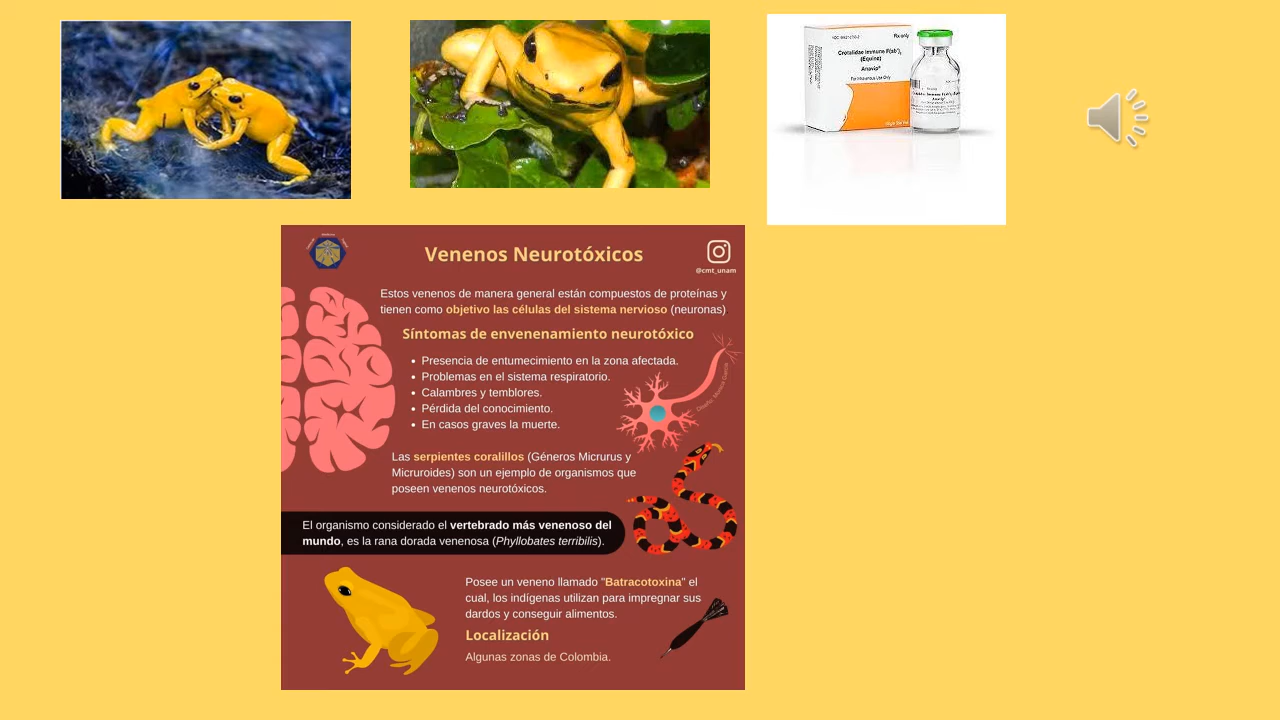 Rx only
Crotalidae Immune F(ab')₂
(Equine)
Anavip®
For Intravenous Use Only
Venenos Neurotóxicos
@cmt_unam
Estos venenos de manera general están compuestos de proteínas y
tienen como objetivo las células del sistema nervioso (neuronas)
Síntomas de envenenamiento neurotóxico
• Presencia de entumecimiento en la zona afectada.
• Problemas en el sistema respiratorio.
• Calambres y temblores.
• Pérdida del conocimiento.
• En casos graves la muerte.
Las serpientes coralillos (Géneros Micrurus y
Micruroides) son un ejemplo de organismos que
poseen venenos neurotóxicos.
El organismo considerado el vertebrado más venenoso del
mundo, es la rana dorada venenosa (Phyllobates terribilis).
Posee un veneno llamado "Batracotoxina" el
cual, los indígenas utilizan para impregnar sus
dardos y conseguir alimentos.
Localización
Algunas zonas de Colombia.